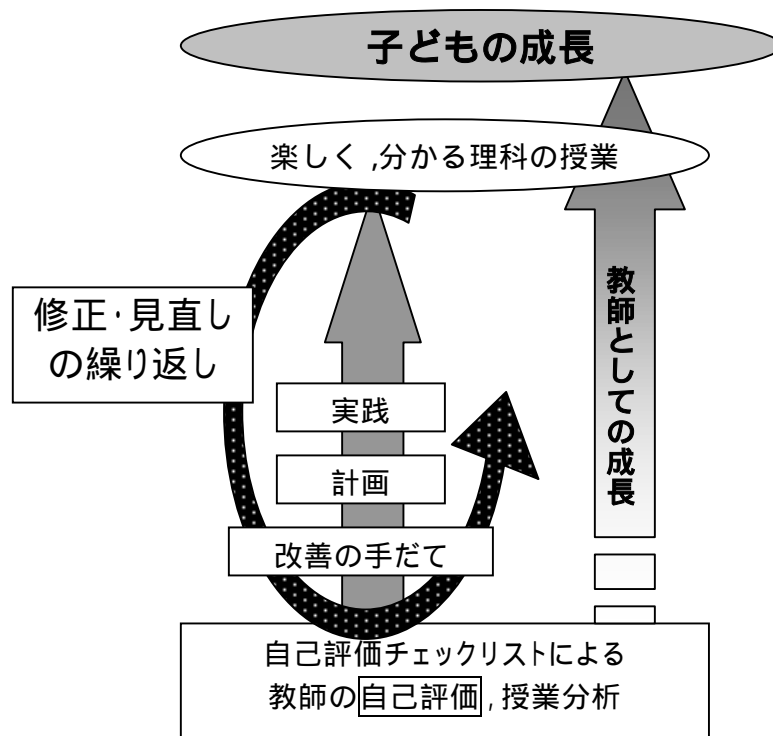 子どもの成長
楽しく,分かる理科の授業
修正・見直し
の繰り返し
教師としての成長
実践
計画
改善の手だて
自己評価チェックリストによる
教師の自己評価,授業分析